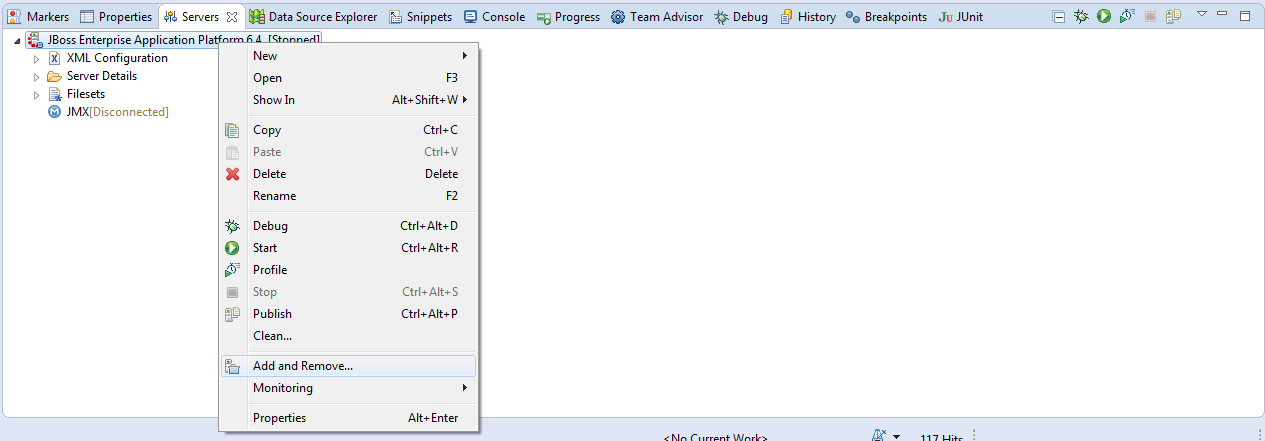 Markers Properties Servers Data Source Explorer Snippets Console Progress Team Advisor Debug History Breakpoints JUnit
JBoss Enterprise Application Platform 6.4 [Stopped]
XML Configuration
Server Details
Filesets
JMX[Disconnected]
New
Open F3
Show In Alt+Shift+W
Copy Ctrl+C
Paste Ctrl+V
Delete Delete
Rename F2
Debug Ctrl+Alt+D
Start Ctrl+Alt+R
Profile
Stop Ctrl+Alt+S
Publish Ctrl+Alt+P
Clean...
Add and Remove...
Monitoring
Properties Alt+Enter
<No Current Work> 117 Hits